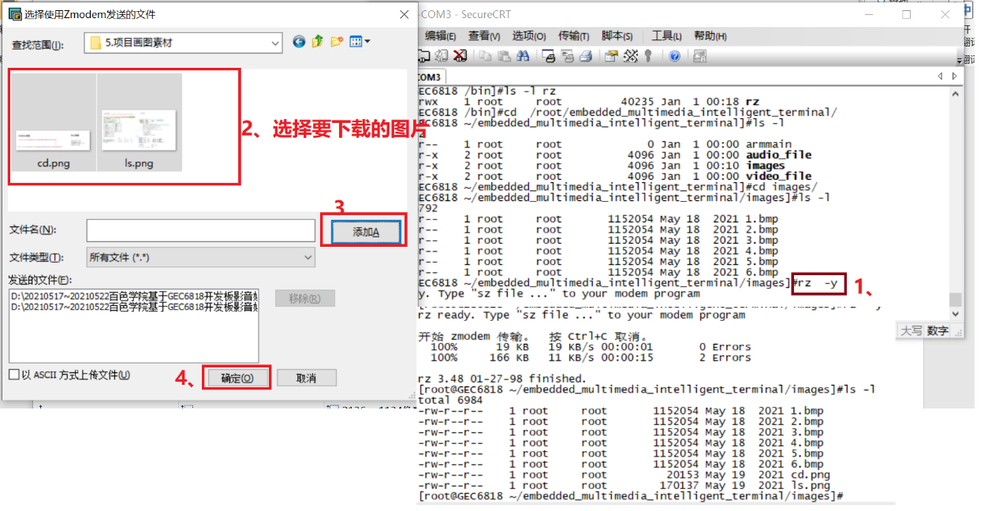 选择使用Zmodem发送的文件
查找范围(I):
5.项目画图素材
cd.png
ls.png
2、选择要下载的图片
3
文件名(N):
添加A
文件类型(T):
所有文件 (*.*)
发送的文件(F):
D:\20210517~20210522百色学院基于GEC6818开发板影音
D:\20210517~20210522百色学院基于GEC6818开发板影音
移除(R)
以 ASCII 方式上传文件(U)
4、
确定(O)
取消
-COM3 - SecureCRT
编辑(E) 查看(V) 选项(O) 传输(T) 脚本(S) 工具(L) 帮助(H)
COM3
EC6818 /bin]#ls -l rz
rwx 1 root root 40235 Jan 1 00:18 rz
EC6818 /bin]#cd /root/embedded_multimedia_intelligent_terminal/
EC6818 ~/embedded_multimedia_intelligent_terminal]#ls -l
r-- 1 root root 0 Jan 1 00:00 armmain
r-x 2 root root 4096 Jan 1 00:00 audio_file
r-x 2 root root 4096 Jan 1 00:10 images
r-x 2 root root 4096 Jan 1 00:00 video_file
EC6818 ~/embedded_multimedia_intelligent_terminal]#cd images/
EC6818 ~/embedded_multimedia_intelligent_terminal/images]#ls -l
792
r-- 1 root root 1152054 May 18 2021 1.bmp
r-- 1 root root 1152054 May 18 2021 2.bmp
r-- 1 root root 1152054 May 18 2021 3.bmp
r-- 1 root root 1152054 May 18 2021 4.bmp
r-- 1 root root 1152054 May 18 2021 5.bmp
r-- 1 root root 1152054 May 18 2021 6.bmp
EC6818 ~/embedded_multimedia_intelligent_terminal/images]#rz -y
1、
y. Type "sz file ..." to your modem program
rz ready. Type "sz file ..." to your modem program
大写 数字
开始 zmodem 传输。 按 Ctrl+C 取消。
100% 19 KB 19 KB/s 00:00:01 0 Errors
100% 166 KB 11 KB/s 00:00:15 2 Errors
rz 3.48 01-27-98 finished.
[root@GEC6818 ~/embedded_multimedia_intelligent_terminal/images]#ls -l
total 6984
-rw-r--r-- 1 root root 1152054 May 18 2021 1.bmp
-rw-r--r-- 1 root root 1152054 May 18 2021 2.bmp
-rw-r--r-- 1 root root 1152054 May 18 2021 3.bmp
-rw-r--r-- 1 root root 1152054 May 18 2021 4.bmp
-rw-r--r-- 1 root root 1152054 May 18 2021 5.bmp
-rw-r--r-- 1 root root 1152054 May 18 2021 6.bmp
-rw-r--r-- 1 root root 20153 May 19 2021 cd.png
-rw-r--r-- 1 root root 170137 May 19 2021 ls.png
[root@GEC6818 ~/embedded_multimedia_intelligent_terminal/images]#